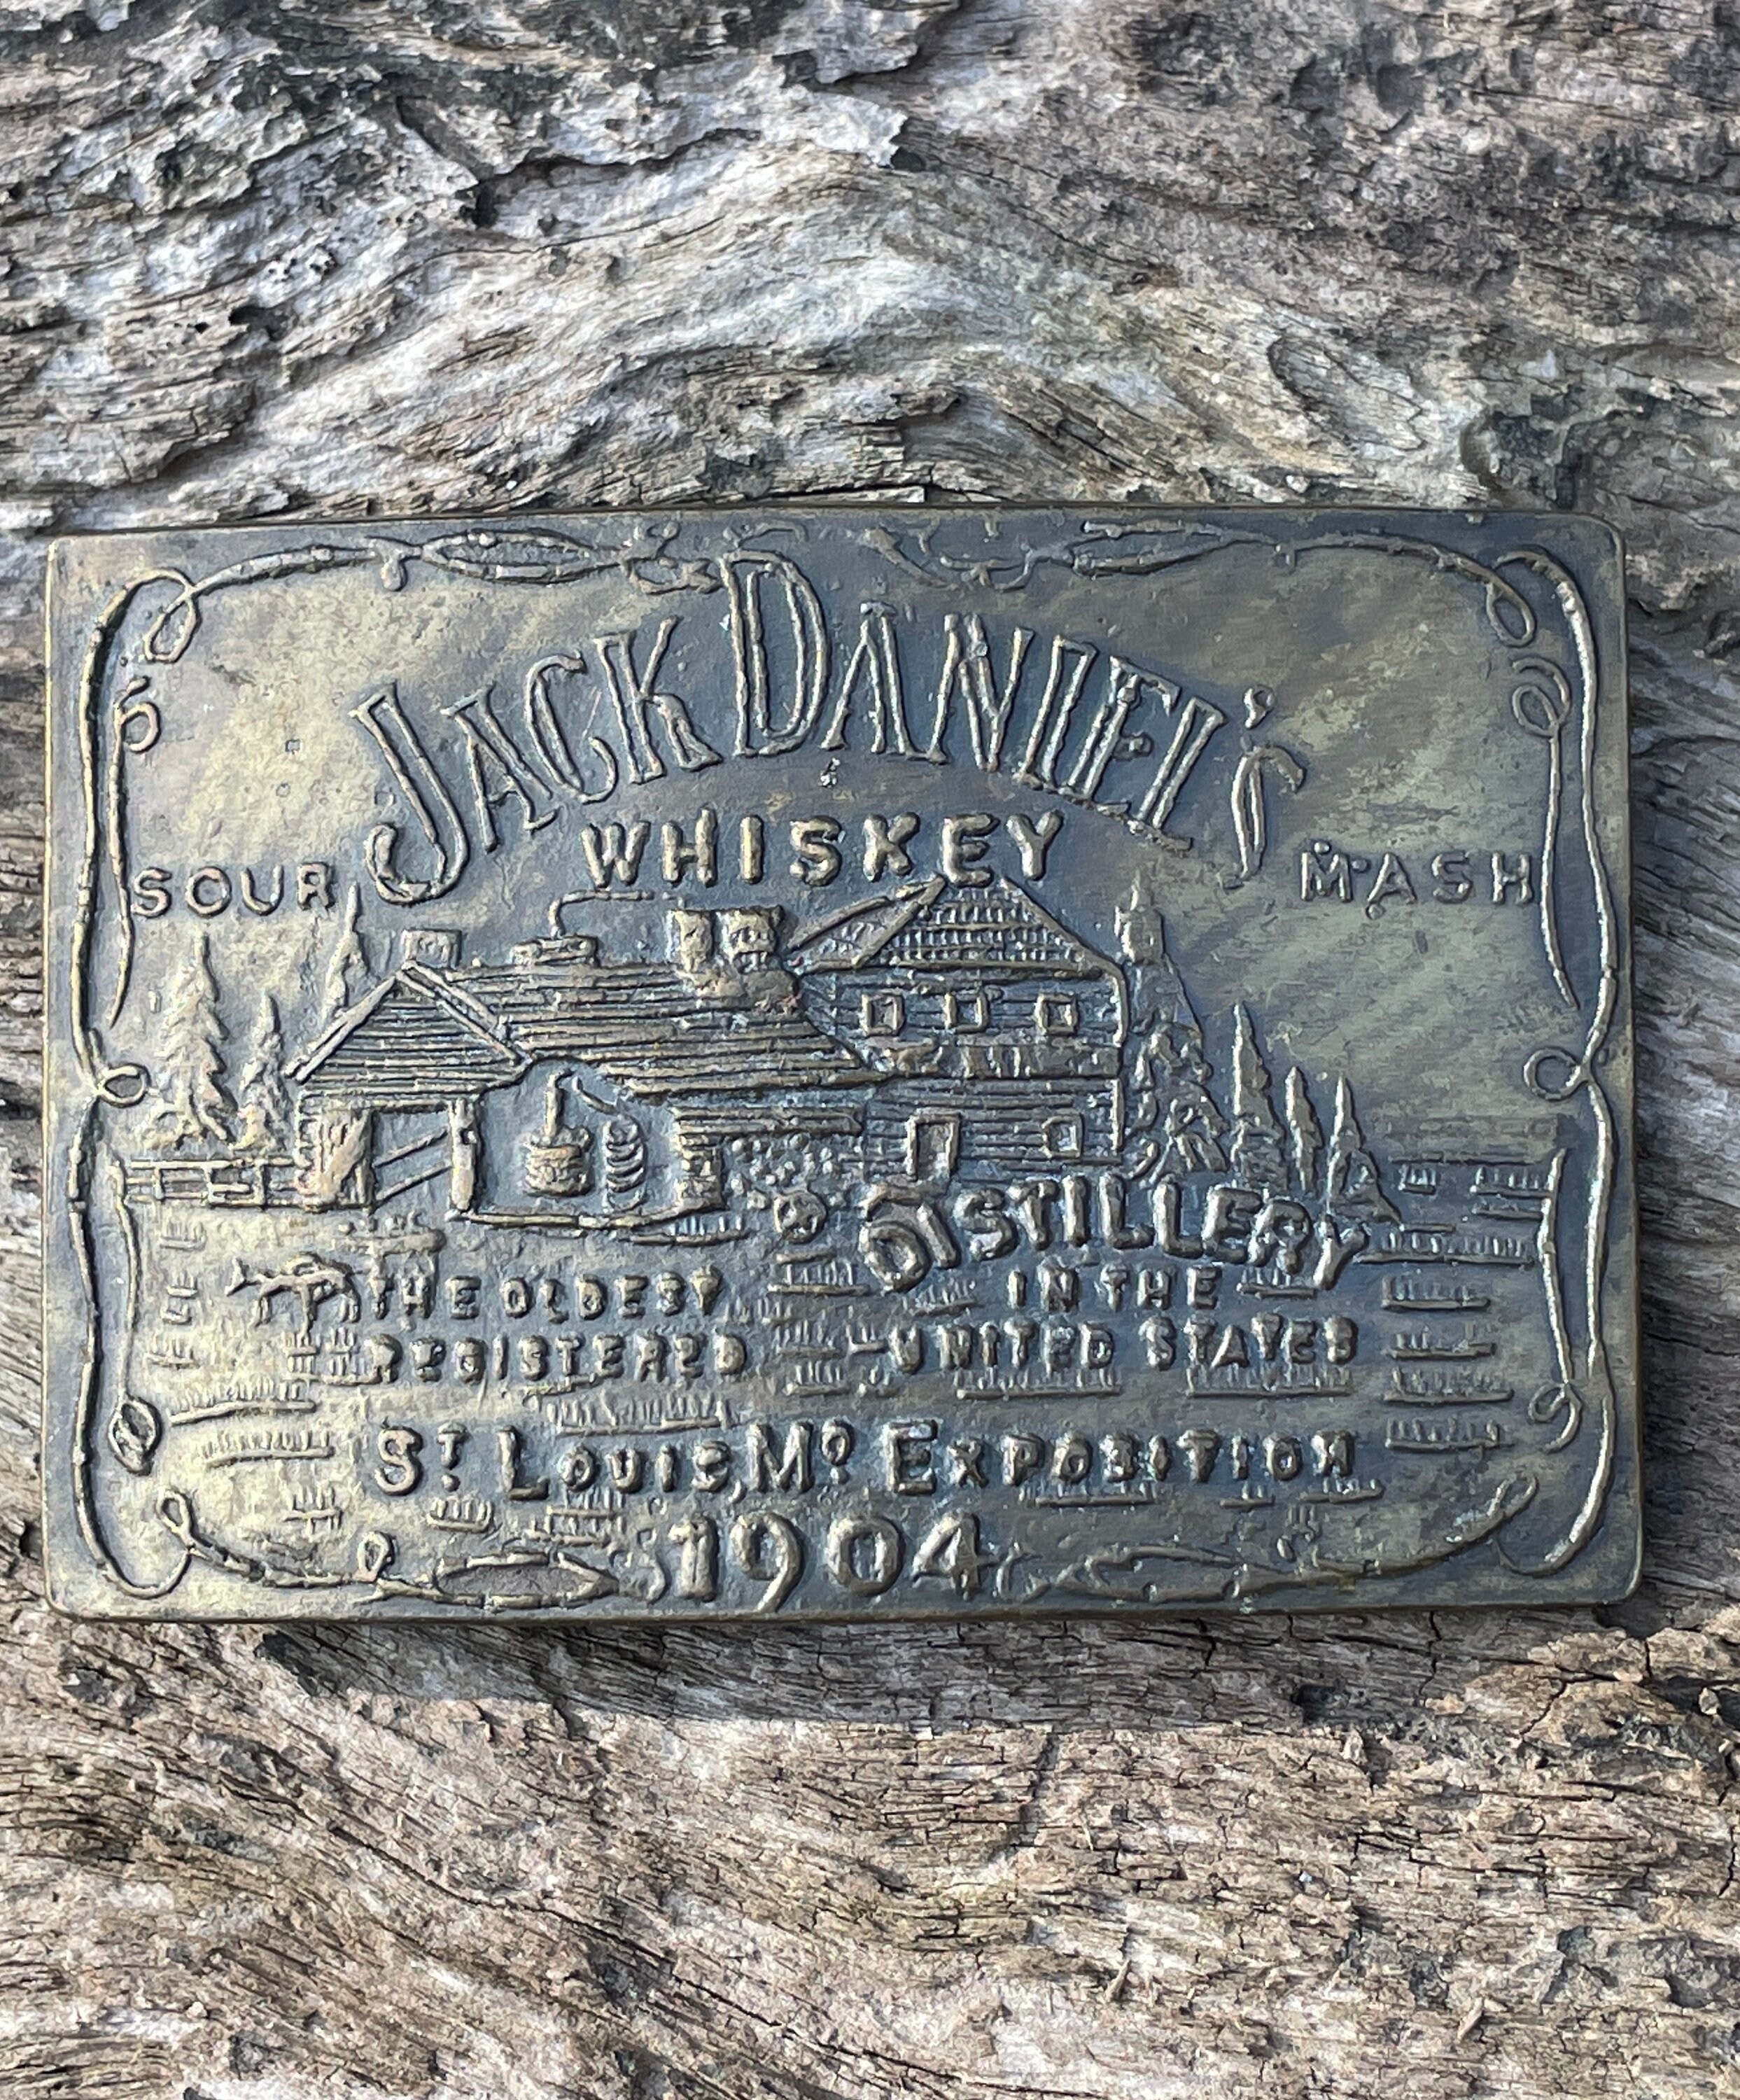 JACK DANIEL'S
WHISKEY
SOUR MASH
DISTILLERY
THE OLDEST IN THE
REGISTERED UNITED STATES
ST LOUIS, MO EXPOSITION
1904